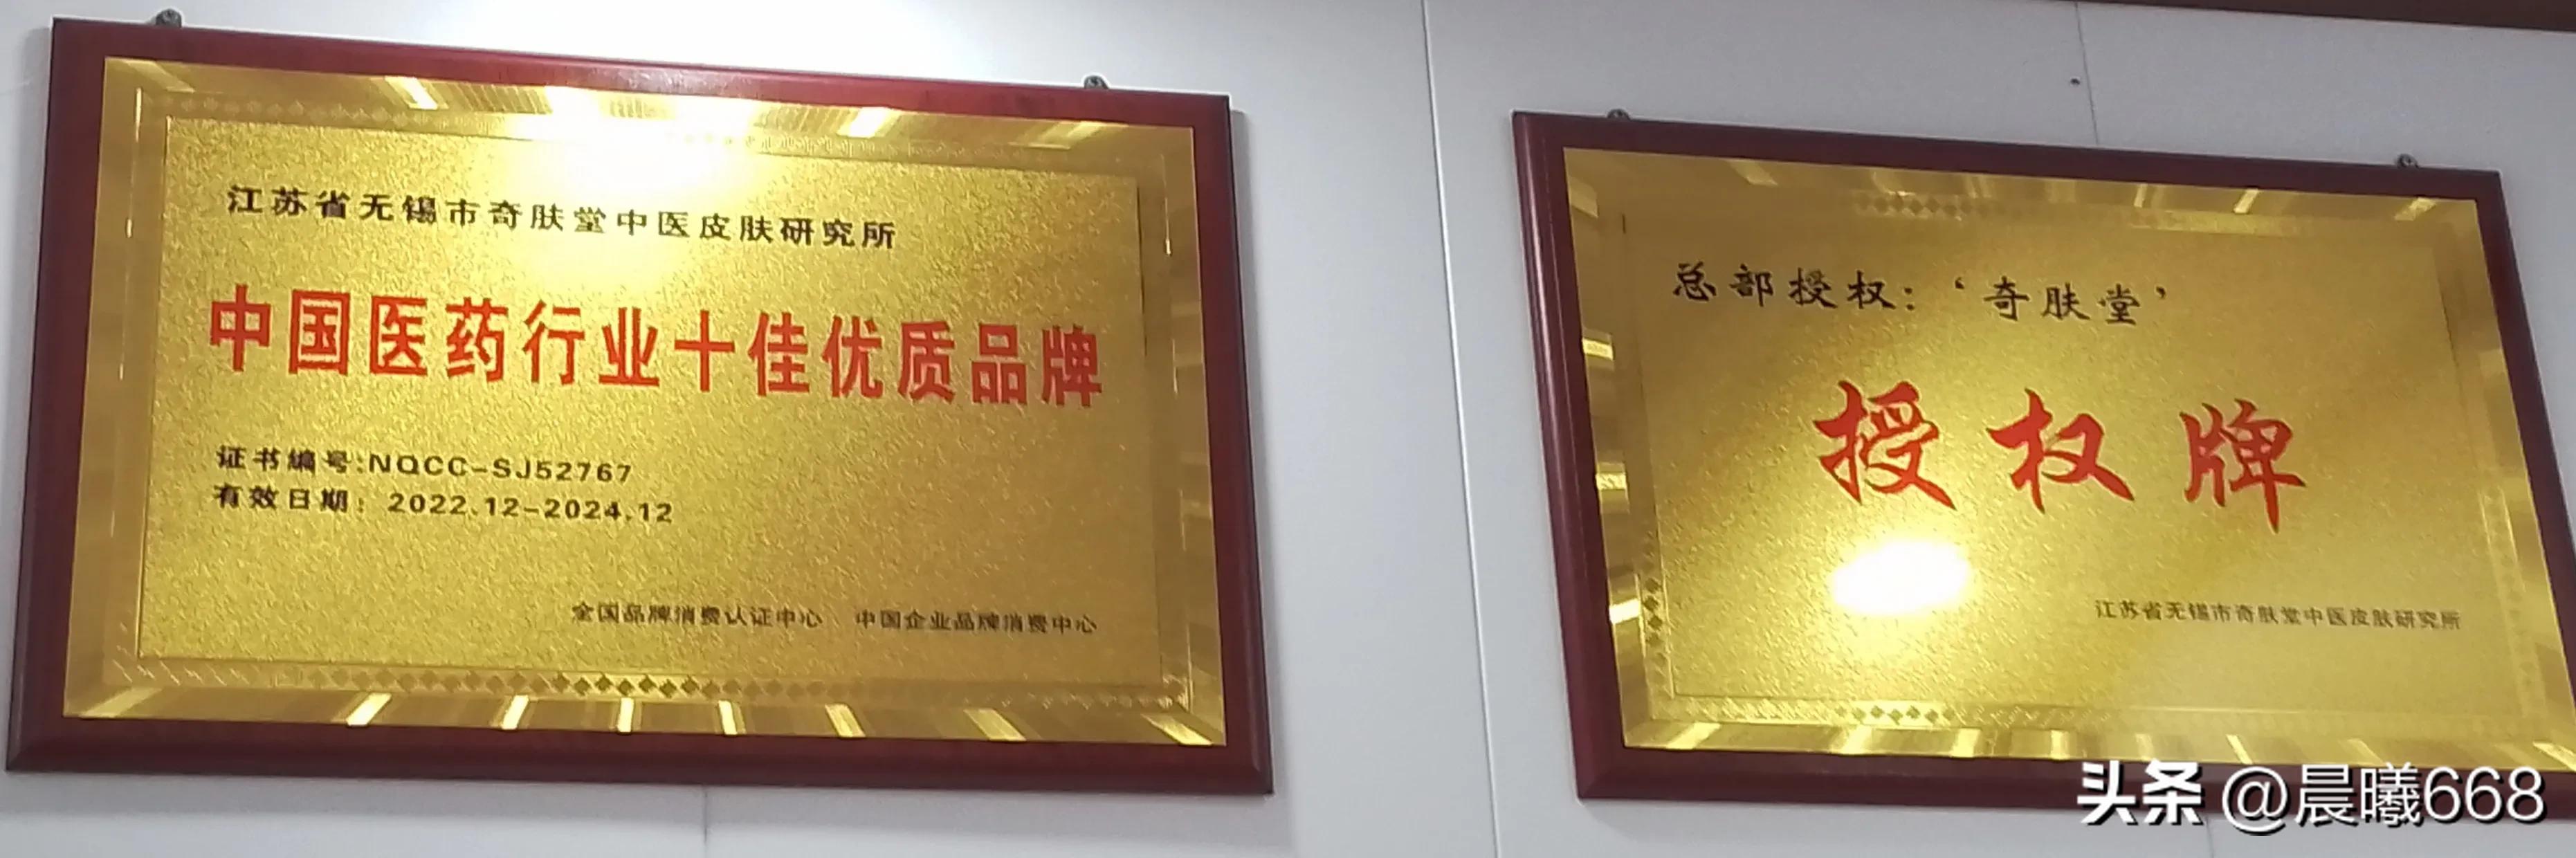 江苏省无锡市奇肤堂中医皮肤研究所
中国医药行业十佳优质品牌
证书编号:NQCC-SJ52767
有效日期：2022.12-2024.12
全国品牌消费认证中心 中国企业品牌消费中心
总部授权：‘奇肤堂’
授权牌
江苏省无锡市奇肤堂中医皮肤研究所
头条 @晨曦668